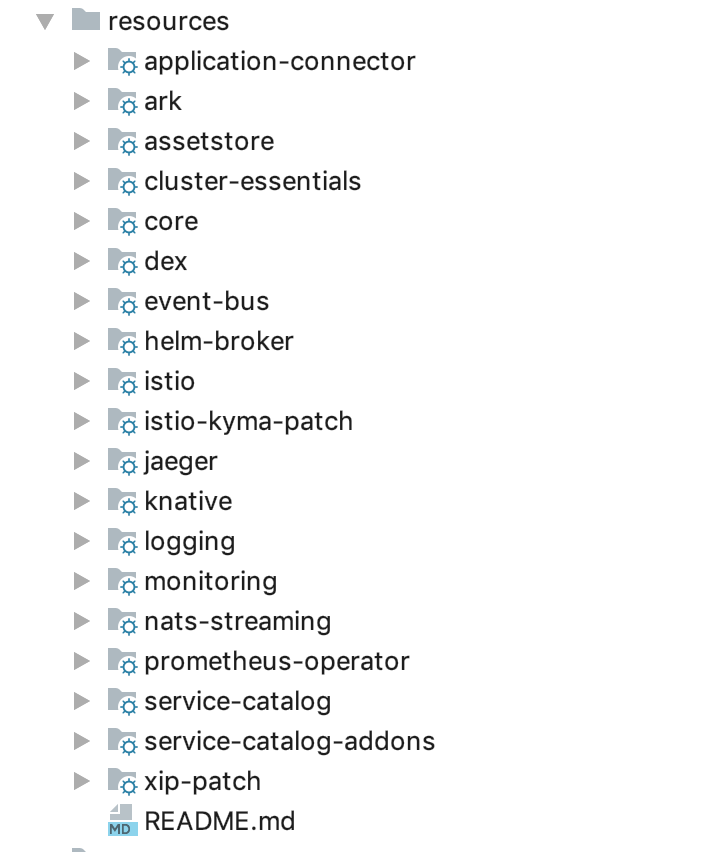 resources
application-connector
ark
assetstore
cluster-essentials
core
dex
event-bus
helm-broker
istio
istio-kyma-patch
jaeger
knative
logging
monitoring
nats-streaming
prometheus-operator
service-catalog
service-catalog-addons
xip-patch
MD README.md